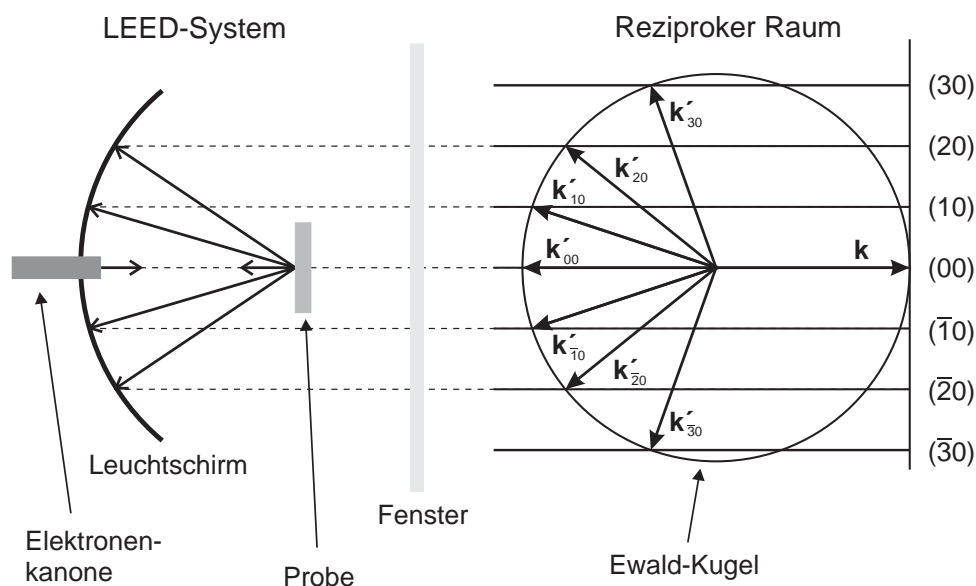 LEED-System
Reziproker Raum
k´30
k´20
k´10
k´00
k
k´1̅0
k´2̅0
k´3̅0
(30)
(20)
(10)
(00)
(1̅0)
(2̅0)
(3̅0)
Leuchtschirm
Fenster
Elektronen-
kanone
Probe
Ewald-Kugel